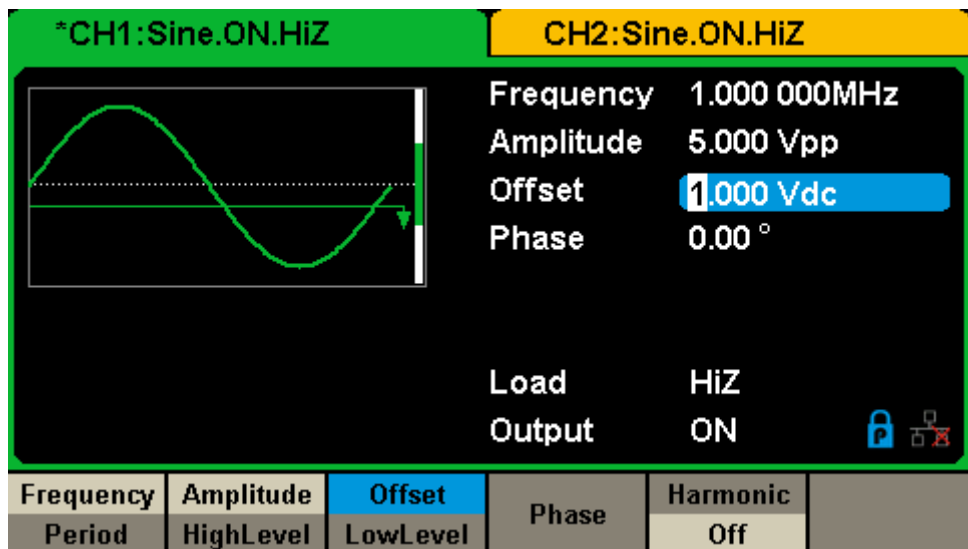 *CH1:Sine.ON.HiZ CH2:Sine.ON.HiZ
Frequency 1.000 000MHz
Amplitude 5.000 Vpp
Offset 1.000 Vdc
Phase 0.00 °
Load HiZ
Output ON P
Frequency Amplitude Offset Phase Harmonic
Period HighLevel LowLevel Off